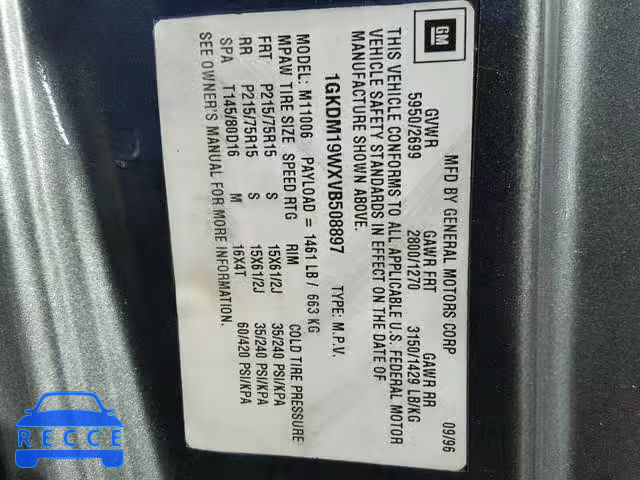 GM
MFD BY GENERAL MOTORS CORP 09/96
GVWR GAWR FRT GAWR RR
5950/2699 2800/1270 3150/1429 LB/KG
THIS VEHICLE CONFORMS TO ALL APPLICABLE U.S. FEDERAL MOTOR
VEHICLE SAFETY STANDARDS IN EFFECT ON THE DATE OF
MANUFACTURE SHOWN ABOVE.
1GKDM19WXVB508897 TYPE: M.P.V.
MODEL: M11006 PAYLOAD = 1461 LB / 663 KG
MPAW TIRE SIZE SPEED RTG RIM COLD TIRE PRESSURE
FRT P215/75R15 S 15X61/2J 35/240 PSI/KPA
RR P215/75R15 S 15X61/2J 35/240 PSI/KPA
SPA T145/80D16 M 16X4T 60/420 PSI/KPA
SEE OWNER'S MANUAL FOR MORE INFORMATION.
RECCE